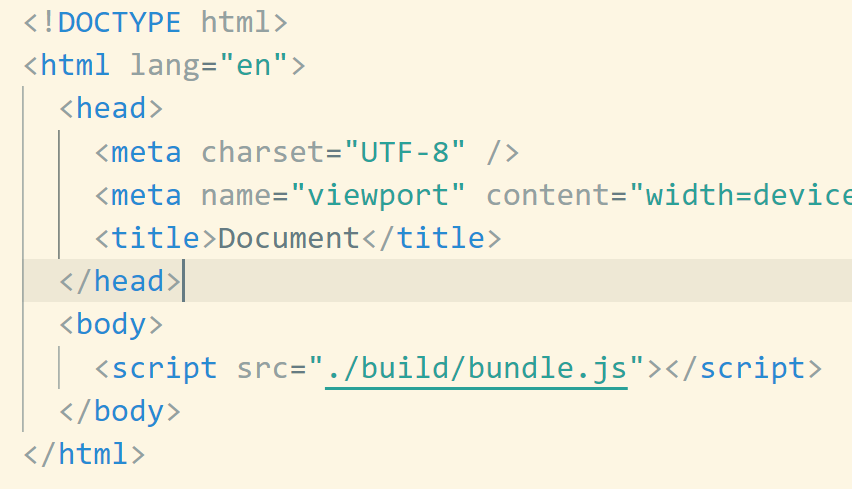 <!DOCTYPE html>
<html lang="en">
<head>
<meta charset="UTF-8" />
<meta name="viewport" content="width=device
<title>Document</title>
</head>
<body>
<script src="./build/bundle.js"></script>
</body>
</html>